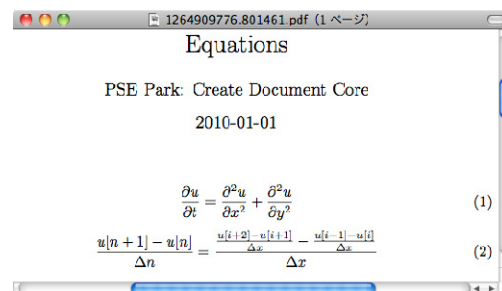 1264909776.801461.pdf (1 ページ)
Equations
PSE Park: Create Document Core
2010-01-01
∂u/∂t = ∂²u/∂x² + ∂²u/∂y² (1)
(u[n + 1] − u[n])/Δn = ((u[i+2]−u[i+1])/Δx − (u[i−1]−u[i])/Δx)/Δx (2)